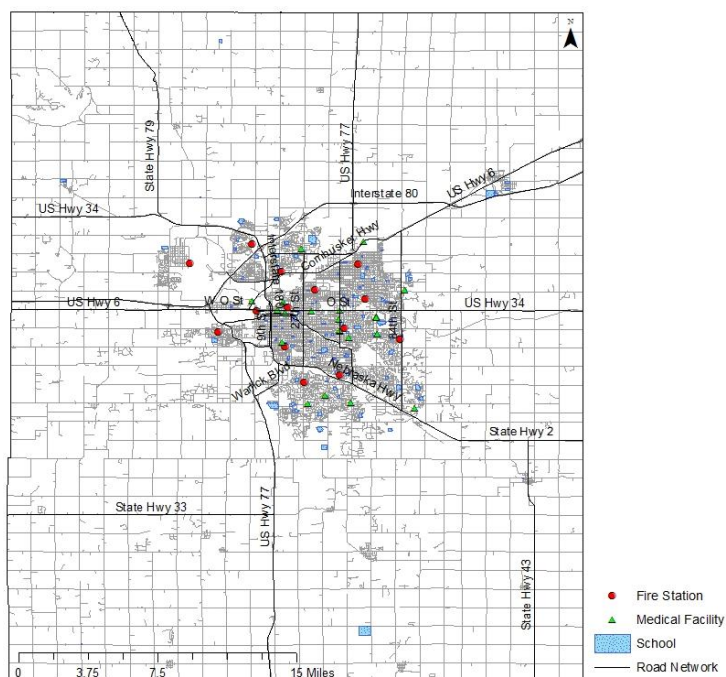 N
State Hwy 79
US Hwy 77
US Hwy 6
Interstate 80
US Hwy 34
Cornhusker Hwy
Interstate 180
US Hwy 6
W O St
O St
US Hwy 34
9th St
27th St
84th St
Warlick Blvd
Nebraska Hwy
State Hwy 2
State Hwy 33
US Hwy 77
State Hwy 43
Fire Station
Medical Facility
School
Road Network
0 3.75 7.5 15 Miles